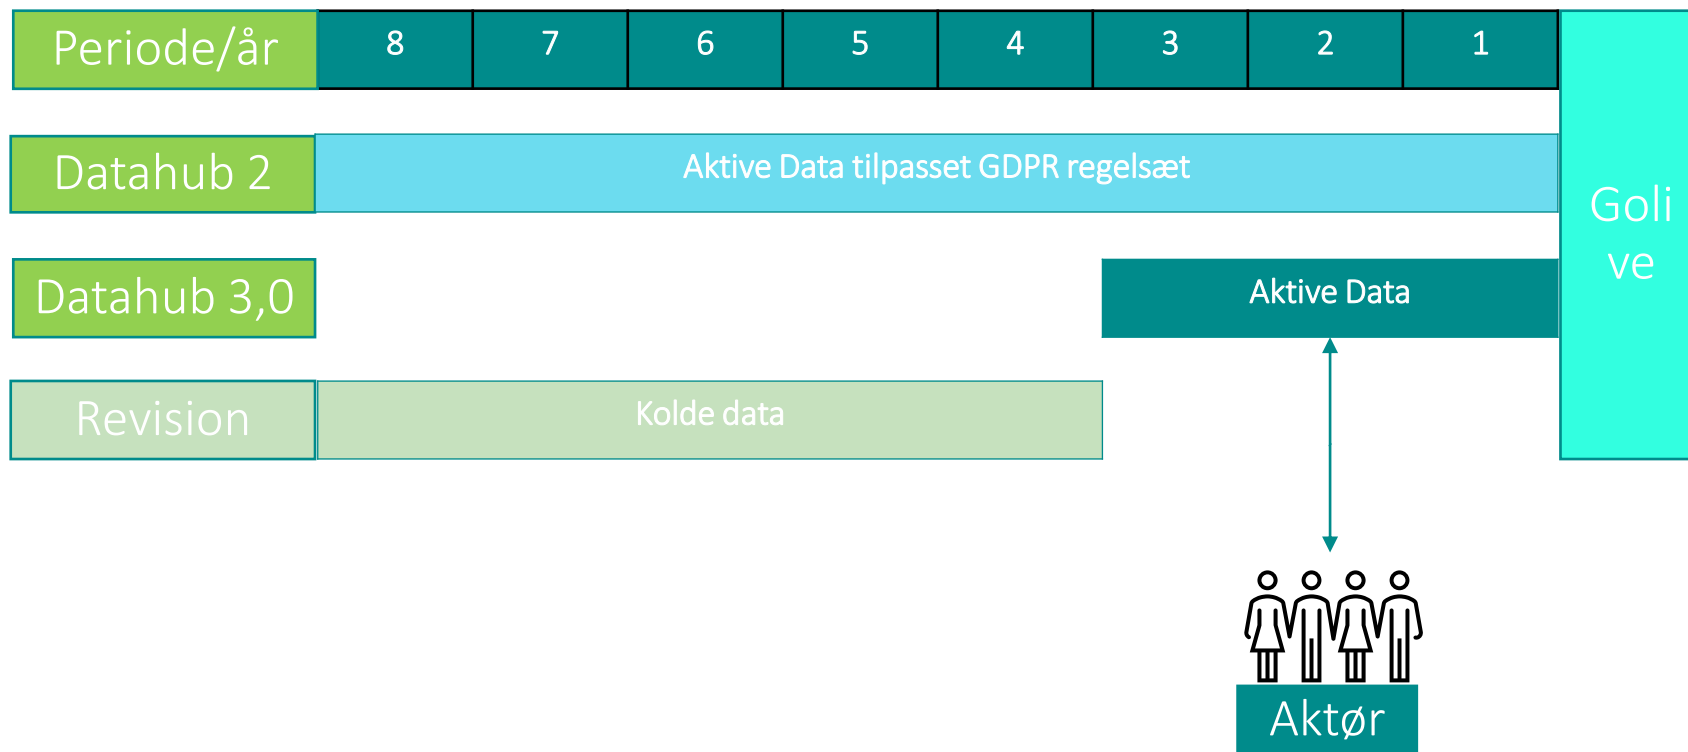 Periode/år 8 7 6 5 4 3 2 1
Datahub 2 Aktive Data tilpasset GDPR regelsæt
Goli
ve
Datahub 3,0 Aktive Data
Revision Kolde data
Aktør